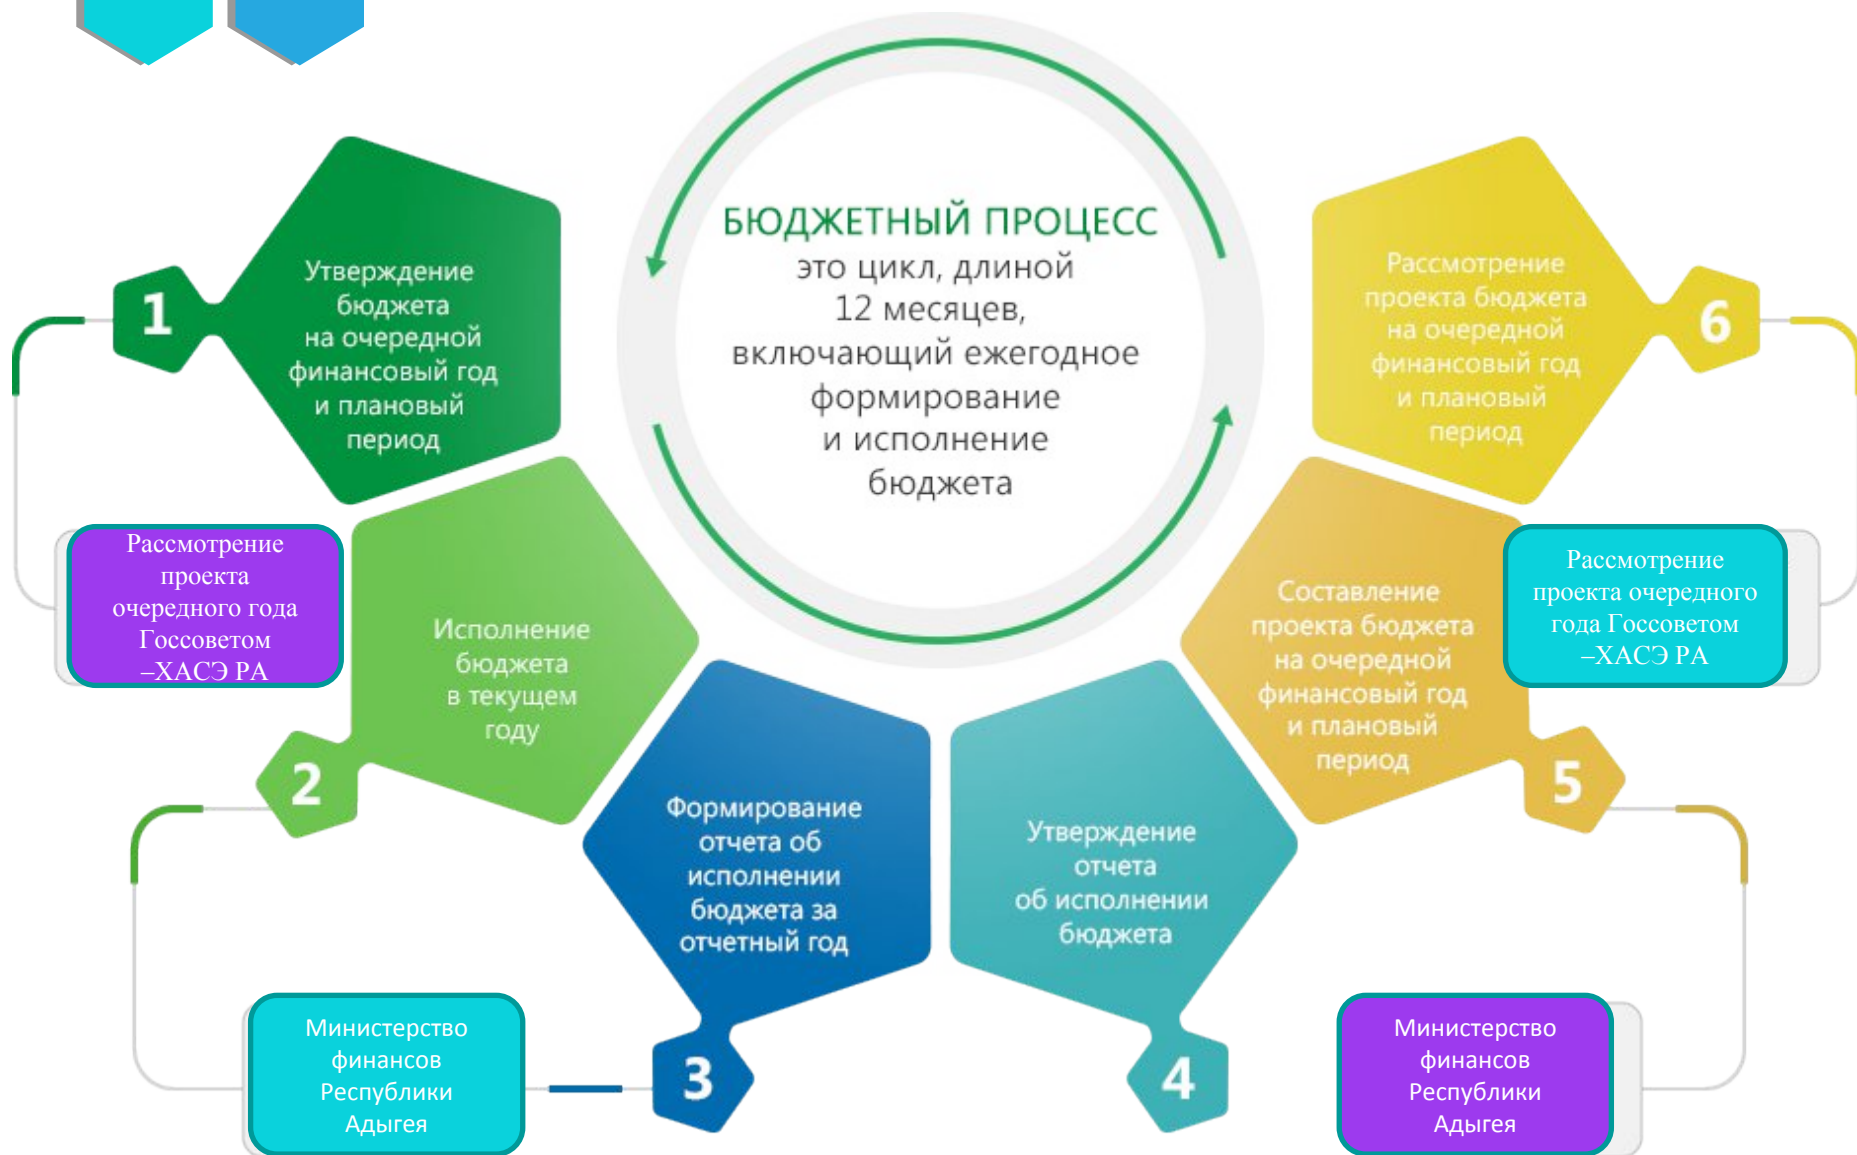 БЮДЖЕТНЫЙ ПРОЦЕСС
это цикл, длиной
12 месяцев,
включающий ежегодное
формирование
и исполнение
бюджета
1
Утверждение
бюджета
на очередной
финансовый год
и плановый
период
Рассмотрение
проекта
очередного года
Госсоветом
–ХАСЭ РА
2
Исполнение
бюджета
в текущем
году
Министерство
финансов
Республики
Адыгея
3
Формирование
отчета об
исполнении
бюджета за
отчетный год
4
Утверждение
отчета
об исполнении
бюджета
5
Составление
проекта бюджета
на очередной
финансовый год
и плановый
период
Министерство
финансов
Республики
Адыгея
6
Рассмотрение
проекта бюджета
на очередной
финансовый год
и плановый
период
Рассмотрение
проекта очередного
года Госсоветом
–ХАСЭ РА